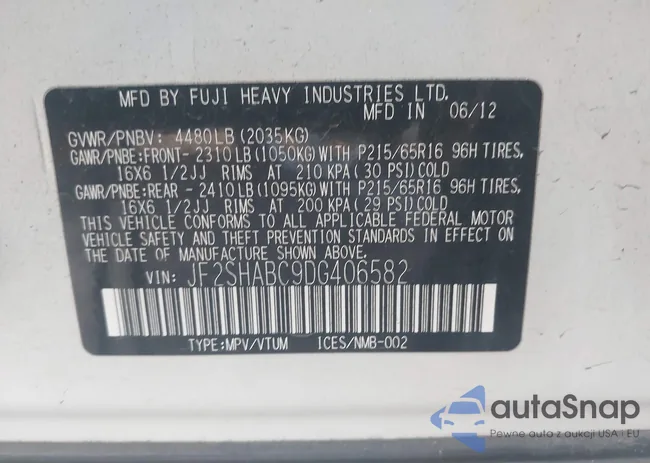 MFD BY FUJI HEAVY INDUSTRIES LTD.
MFD IN 06/12
GVWR/PNBV: 4480LB(2035KG)
GAWR/PNBE:FRONT- 2310LB(1050KG)WITH P215/65R16 96H TIRES,
16X6 1/2JJ RIMS AT 210 KPA(30 PSI)COLD
GAWR/PNBE:REAR - 2410LB(1095KG)WITH P215/65R16 96H TIRES,
16X6 1/2JJ RIMS AT 200 KPA(29 PSI)COLD
THIS VEHICLE CONFORMS TO ALL APPLICABLE FEDERAL MOTOR
VEHICLE SAFETY AND THEFT PREVENTION STANDARDS IN EFFECT
ON THE DATE OF MANUFACTURE SHOWN ABOVE.
VIN: JF2SHABC9DG406582
TYPE:MPV/VTUM ICES/NMB-002
autoSnap
Pewne auto z aukcji USA i EU